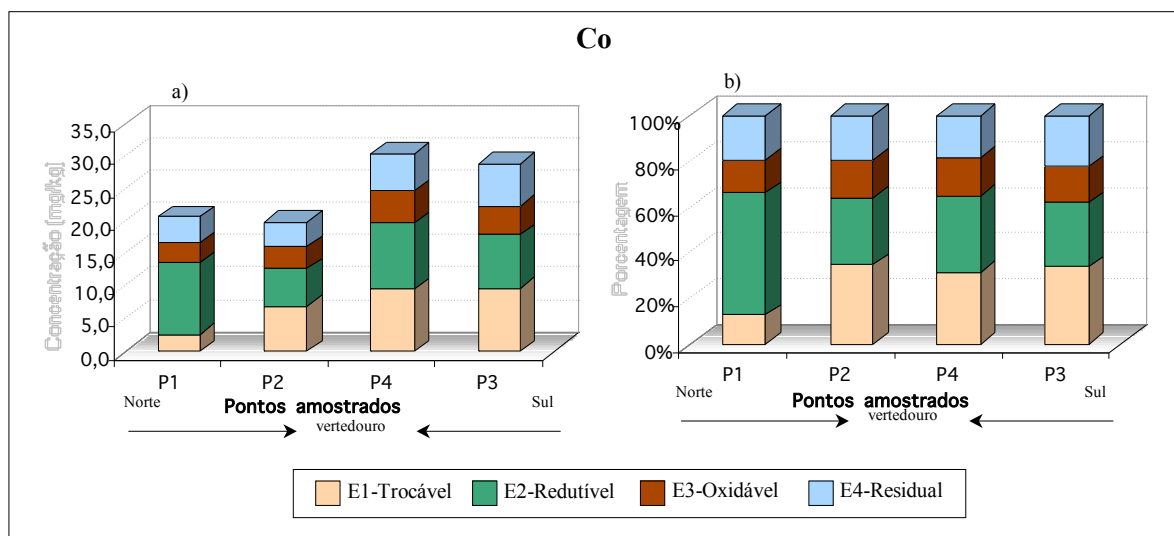 Co
a)
35,0
30,0
25,0
20,0
15,0
10,0
5,0
0,0
Concentração (mg/kg)
P1 P2 P4 P3
Norte
Pontos amostrados
Sul
vertedouro
b)
100%
80%
60%
40%
20%
0%
Porcentagem
P1 P2 P4 P3
Norte
Pontos amostrados
Sul
vertedouro
E1-Trocável E2-Redutível E3-Oxidável E4-Residual